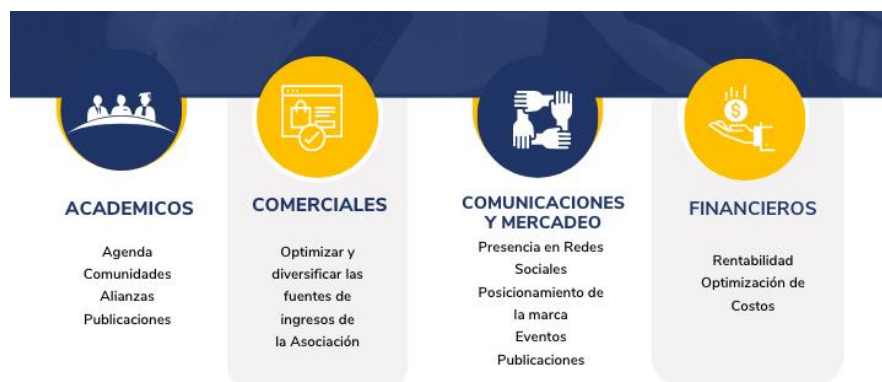 ACADEMICOS
Agenda
Comunidades
Alianzas
Publicaciones
COMERCIALES
Optimizar y
diversificar las
fuentes de
ingresos de
la Asociación
COMUNICACIONES
Y MERCADEO
Presencia en Redes
Sociales
Posicionamiento de
la marca
Eventos
Publicaciones
$
FINANCIEROS
Rentabilidad
Optimización de
Costos